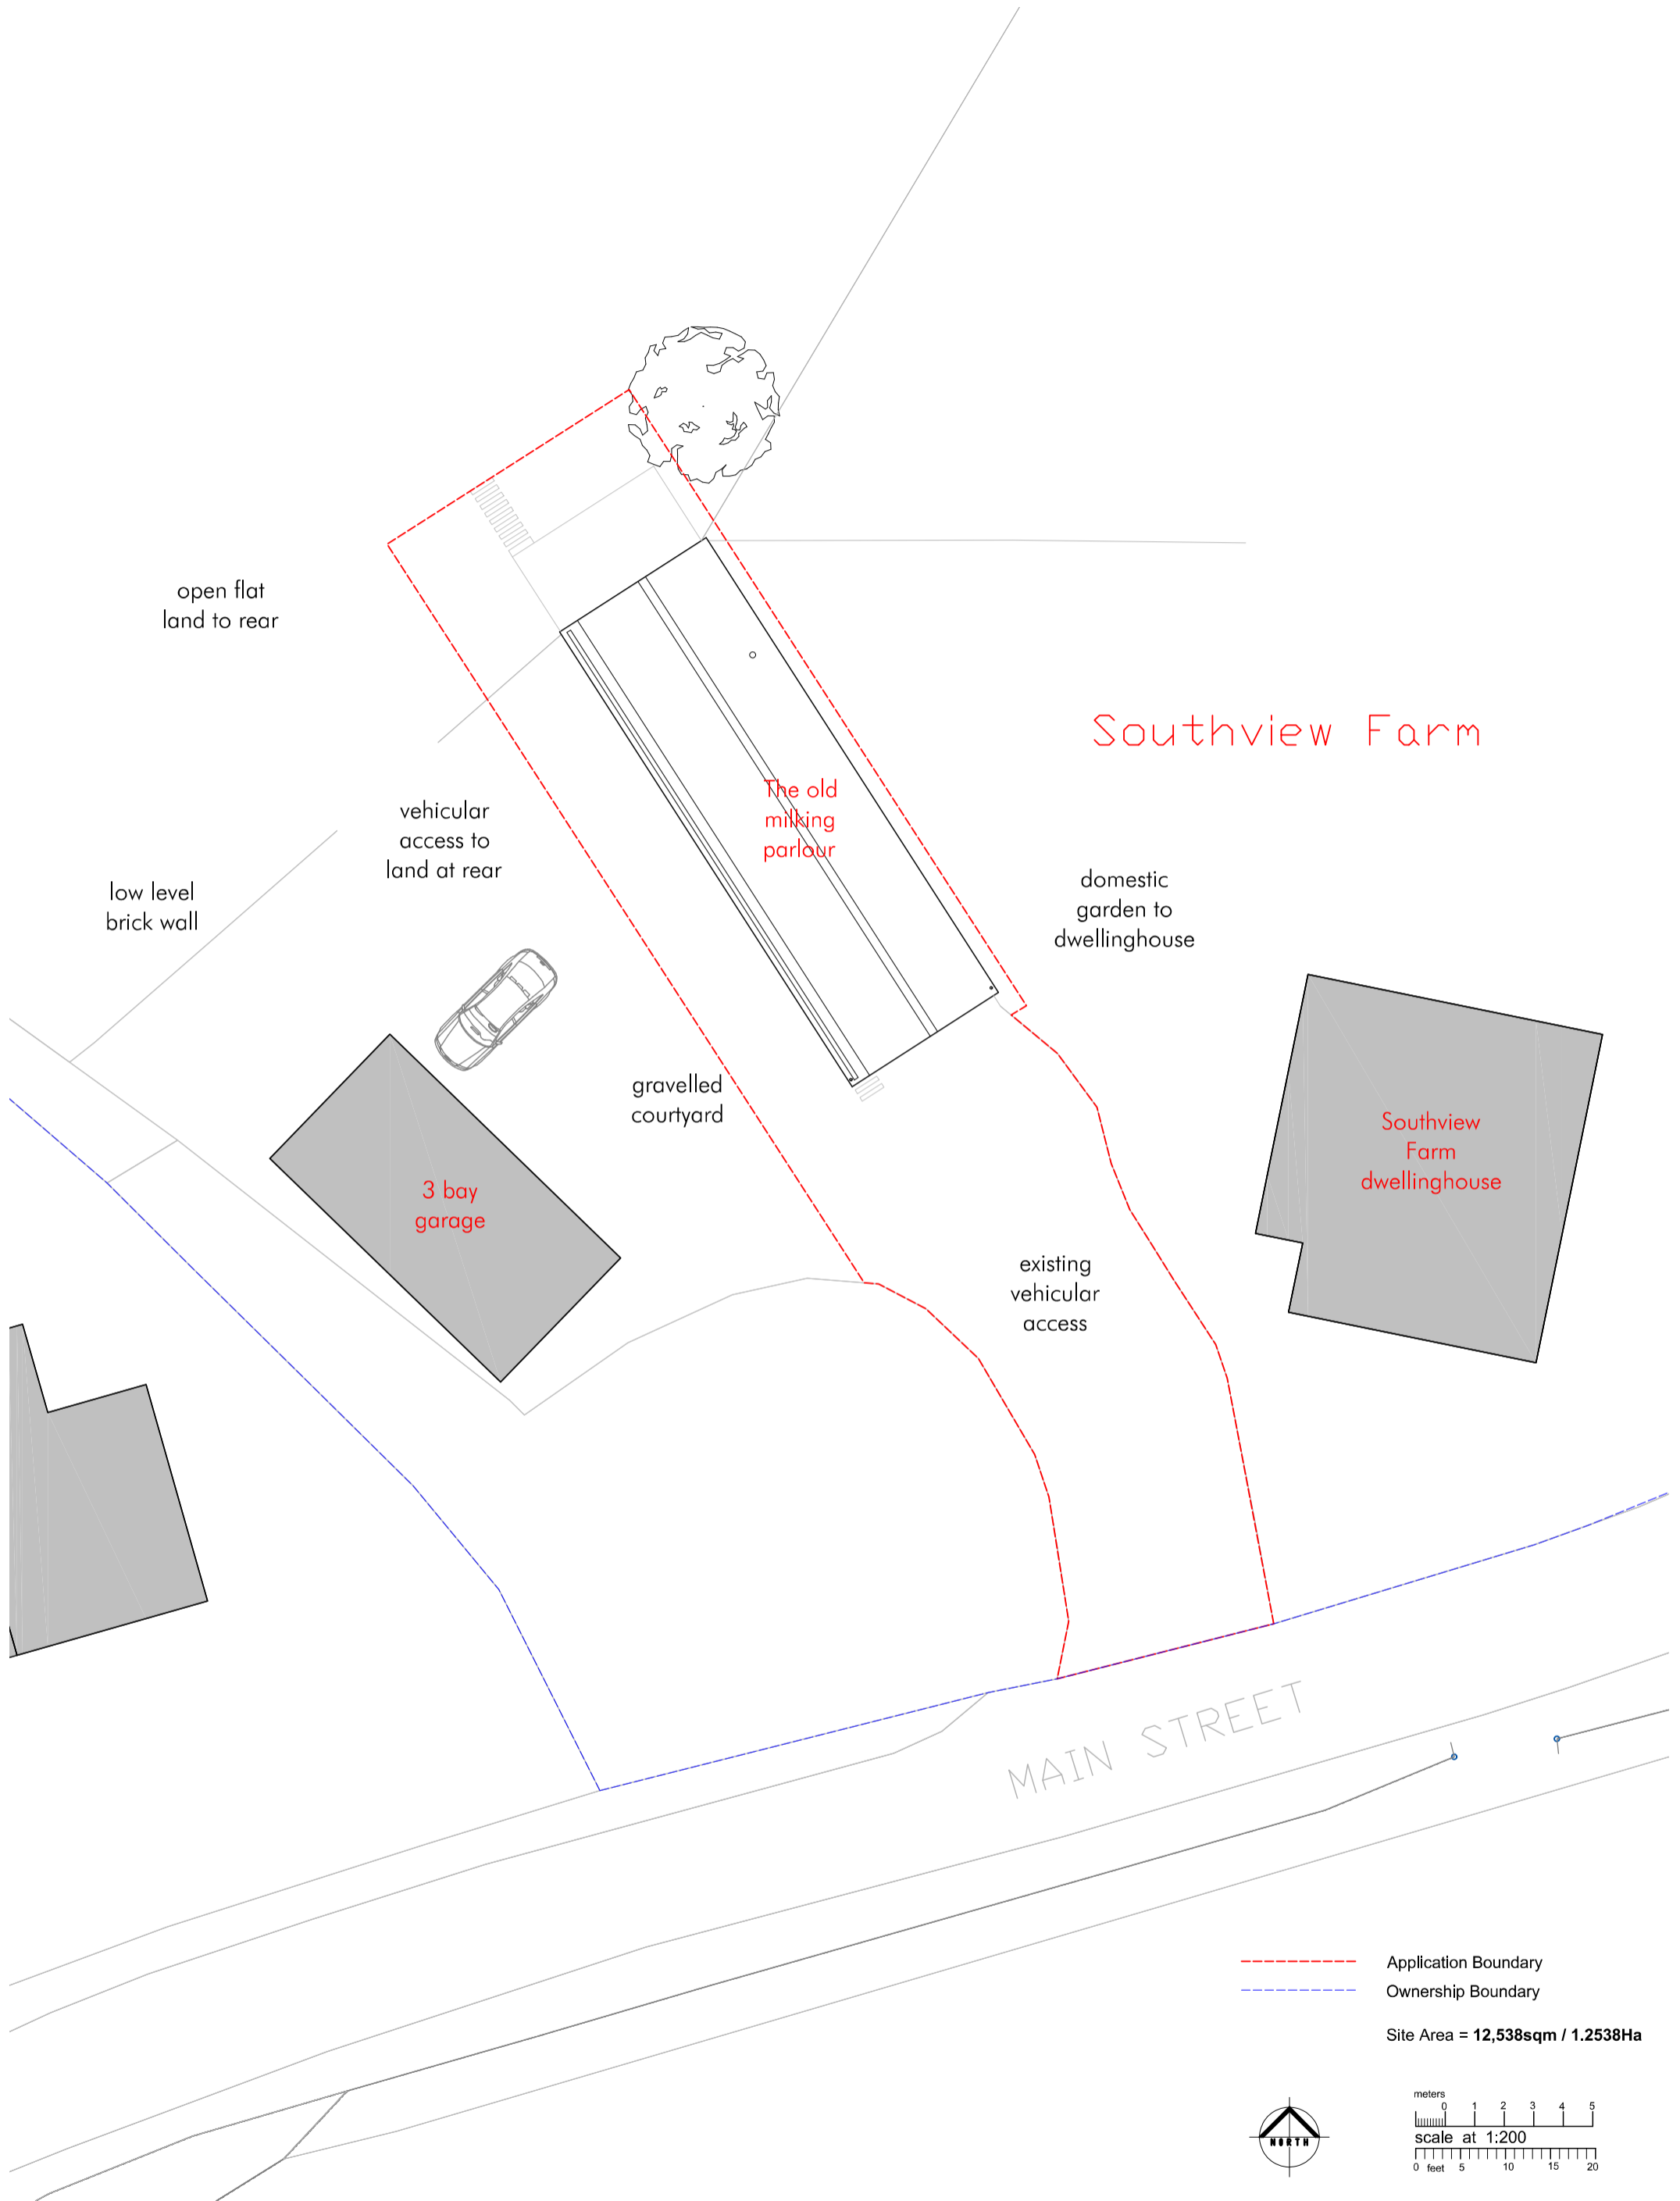 open flat
land to rear
Southview Farm
The old
milking
parlour
vehicular
access to
land at rear
low level
brick wall
domestic
garden to
dwellinghouse
gravelled
courtyard
Southview
Farm
dwellinghouse
3 bay
garage
existing
vehicular
access
MAIN STREET
Application Boundary
Ownership Boundary
Site Area = 12,538sqm / 1.2538Ha
NORTH
meters
0 1 2 3 4 5
scale at 1:200
0 feet 5 10 15 20